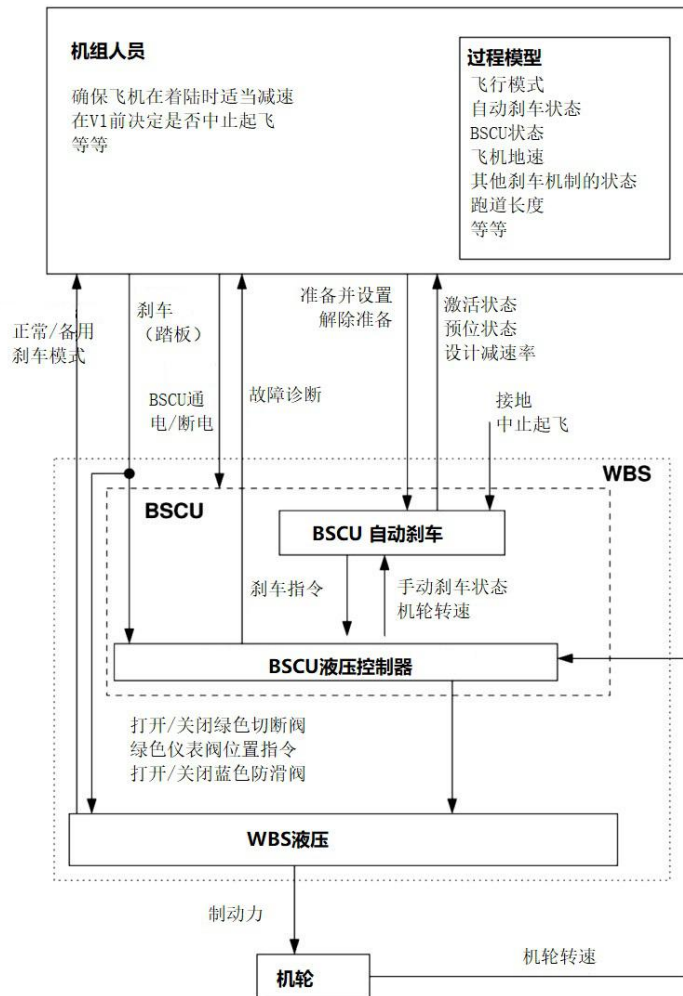 机组人员
确保飞机在着陆时适当减速
在V1前决定是否中止起飞
等等
过程模型
飞行模式
自动刹车状态
BSCU状态
飞机地速
其他刹车机制的状态
跑道长度
等等
正常/备用
刹车模式
刹车
（踏板）
BSCU通
电/断电
故障诊断
准备并设置
解除准备
激活状态
预位状态
设计减速率
接地
中止起飞
WBS
BSCU
BSCU 自动刹车
刹车指令
手动刹车状态
机轮转速
BSCU液压控制器
打开/关闭绿色切断阀
绿色仪表阀位置指令
打开/关闭蓝色防滑阀
WBS液压
制动力
机轮
机轮转速